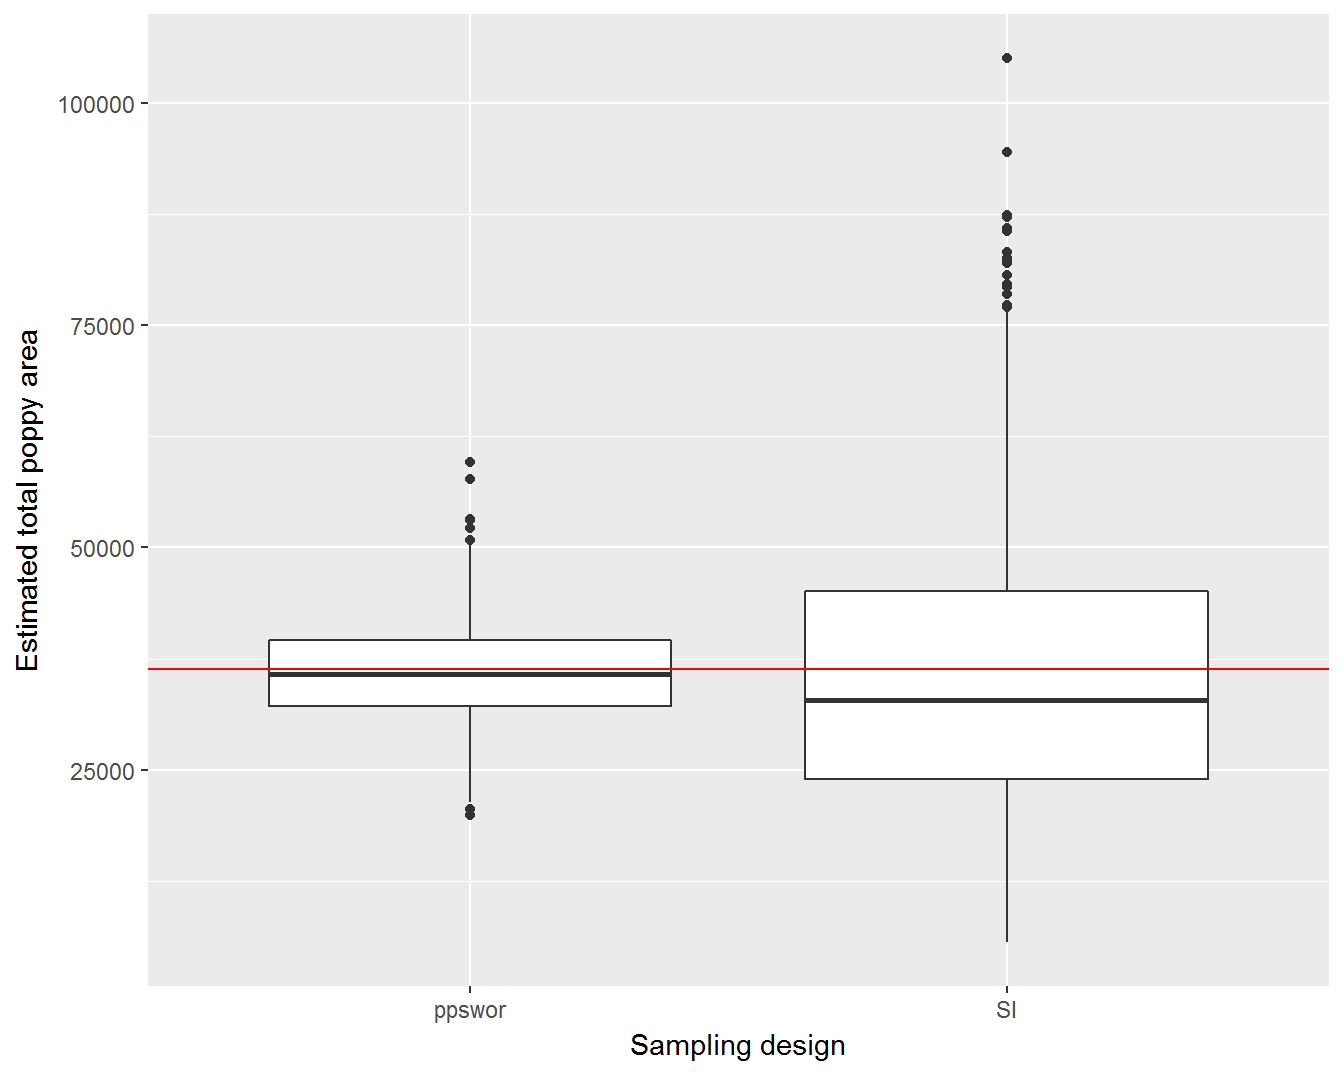 Estimated total poppy area
100000
75000
50000
25000
ppswor
SI
Sampling design